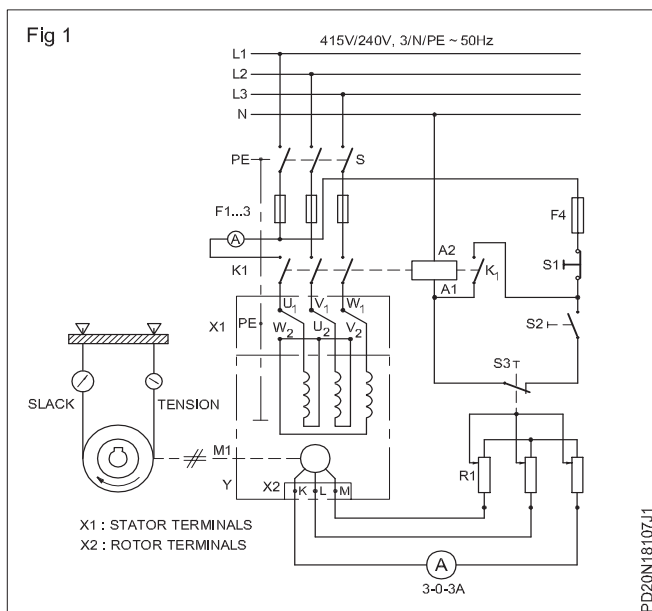 Fig 1
415V/240V, 3/N/PE ~ 50Hz
L1
L2
L3
N
PE
S
F1...3
F4
A
A2
K1
K1
S1
A1
U1 V1 W1
X1
PE
W2 U2 V2
S2
S3
SLACK
TENSION
M1
R1
Y
X2
K L M
X1 : STATOR TERMINALS
X2 : ROTOR TERMINALS
A
3-0-3A
PD20N18107J1